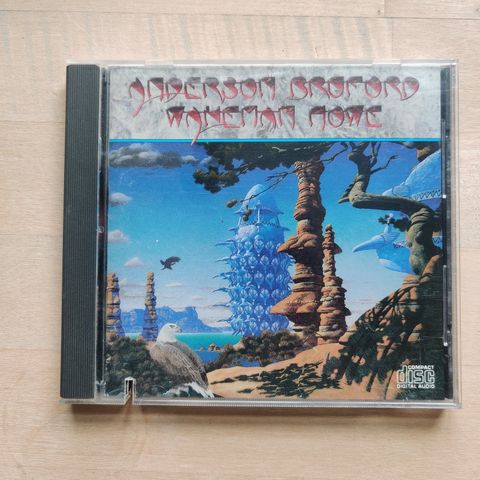 ANDERSON BRUFORD
WAKEMAN HOWE
COMPACT
disc
DIGITAL AUDIO